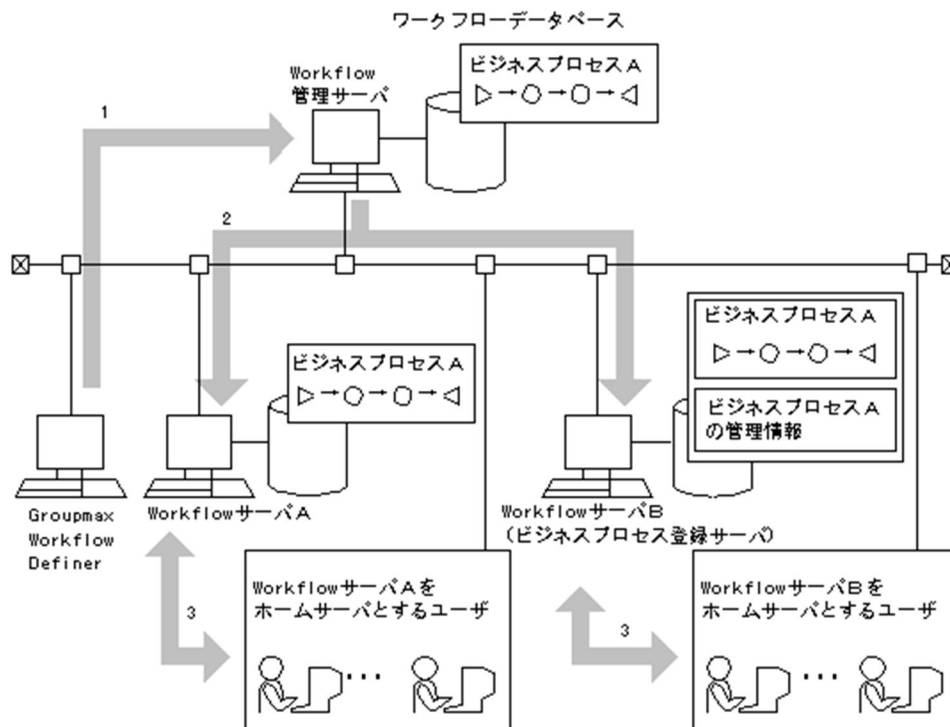 ワークフローデータベース
ビジネスプロセスA
Workflow
管理サーバ
1
2
ビジネスプロセスA
ビジネスプロセスA
ビジネスプロセスA
の管理情報
Groupmax
Workflow
Definer
WorkflowサーバA
WorkflowサーバB
(ビジネスプロセス登録サーバ)
3
WorkflowサーバAを
ホームサーバとするユーザ
...
3
WorkflowサーバBを
ホームサーバとするユーザ
...